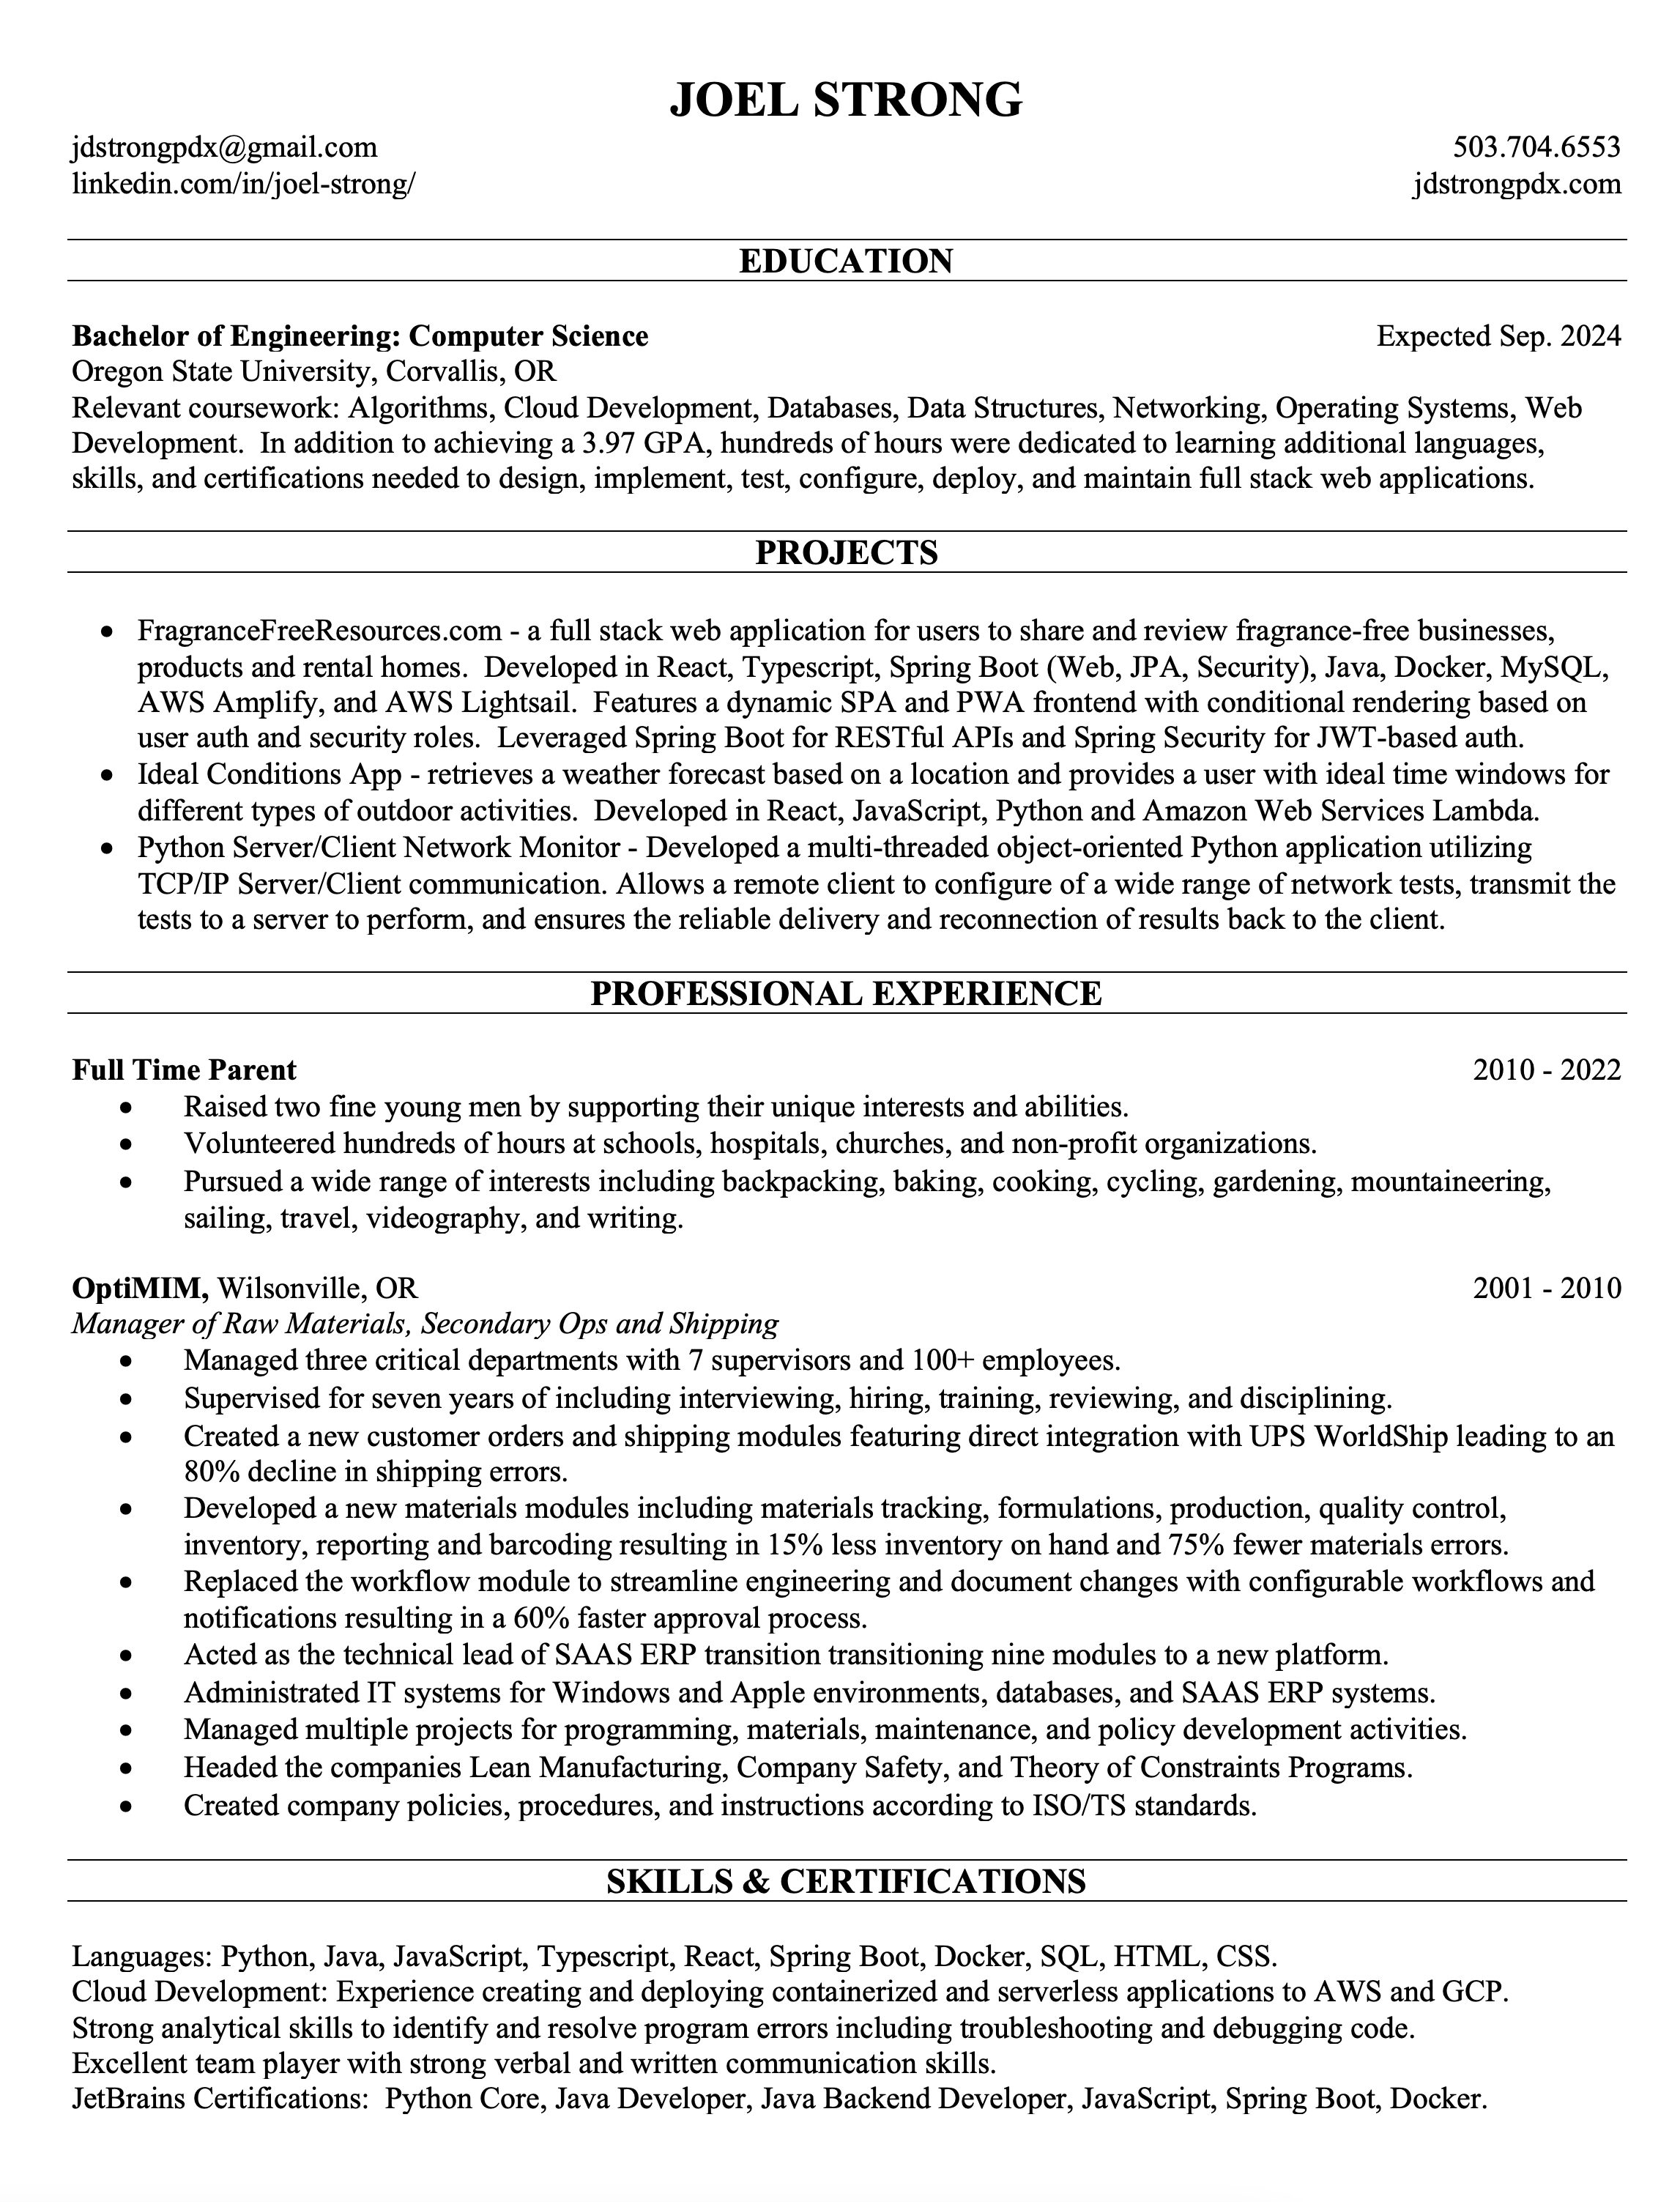 JOEL STRONG
jdstrongpdx@gmail.com 503.704.6553
linkedin.com/in/joel-strong/ jdstrongpdx.com
EDUCATION
Bachelor of Engineering: Computer Science Expected Sep. 2024
Oregon State University, Corvallis, OR
Relevant coursework: Algorithms, Cloud Development, Databases, Data Structures, Networking, Operating Systems, Web
Development.  In addition to achieving a 3.97 GPA, hundreds of hours were dedicated to learning additional languages,
skills, and certifications needed to design, implement, test, configure, deploy, and maintain full stack web applications.
PROJECTS
● FragranceFreeResources.com - a full stack web application for users to share and review fragrance-free businesses,
products and rental homes.  Developed in React, Typescript, Spring Boot (Web, JPA, Security), Java, Docker, MySQL,
AWS Amplify, and AWS Lightsail.  Features a dynamic SPA and PWA frontend with conditional rendering based on
user auth and security roles.  Leveraged Spring Boot for RESTful APIs and Spring Security for JWT-based auth.
● Ideal Conditions App - retrieves a weather forecast based on a location and provides a user with ideal time windows for
different types of outdoor activities.  Developed in React, JavaScript, Python and Amazon Web Services Lambda.
● Python Server/Client Network Monitor - Developed a multi-threaded object-oriented Python application utilizing
TCP/IP Server/Client communication. Allows a remote client to configure of a wide range of network tests, transmit the
tests to a server to perform, and ensures the reliable delivery and reconnection of results back to the client.
PROFESSIONAL EXPERIENCE
Full Time Parent 2010 - 2022
● Raised two fine young men by supporting their unique interests and abilities.
● Volunteered hundreds of hours at schools, hospitals, churches, and non-profit organizations.
● Pursued a wide range of interests including backpacking, baking, cooking, cycling, gardening, mountaineering,
sailing, travel, videography, and writing.
OptiMIM, Wilsonville, OR 2001 - 2010
Manager of Raw Materials, Secondary Ops and Shipping
● Managed three critical departments with 7 supervisors and 100+ employees.
● Supervised for seven years of including interviewing, hiring, training, reviewing, and disciplining.
● Created a new customer orders and shipping modules featuring direct integration with UPS WorldShip leading to an
80% decline in shipping errors.
● Developed a new materials modules including materials tracking, formulations, production, quality control,
inventory, reporting and barcoding resulting in 15% less inventory on hand and 75% fewer materials errors.
● Replaced the workflow module to streamline engineering and document changes with configurable workflows and
notifications resulting in a 60% faster approval process.
● Acted as the technical lead of SAAS ERP transition transitioning nine modules to a new platform.
● Administrated IT systems for Windows and Apple environments, databases, and SAAS ERP systems.
● Managed multiple projects for programming, materials, maintenance, and policy development activities.
● Headed the companies Lean Manufacturing, Company Safety, and Theory of Constraints Programs.
● Created company policies, procedures, and instructions according to ISO/TS standards.
SKILLS & CERTIFICATIONS
Languages: Python, Java, JavaScript, Typescript, React, Spring Boot, Docker, SQL, HTML, CSS.
Cloud Development: Experience creating and deploying containerized and serverless applications to AWS and GCP.
Strong analytical skills to identify and resolve program errors including troubleshooting and debugging code.
Excellent team player with strong verbal and written communication skills.
JetBrains Certifications:  Python Core, Java Developer, Java Backend Developer, JavaScript, Spring Boot, Docker.